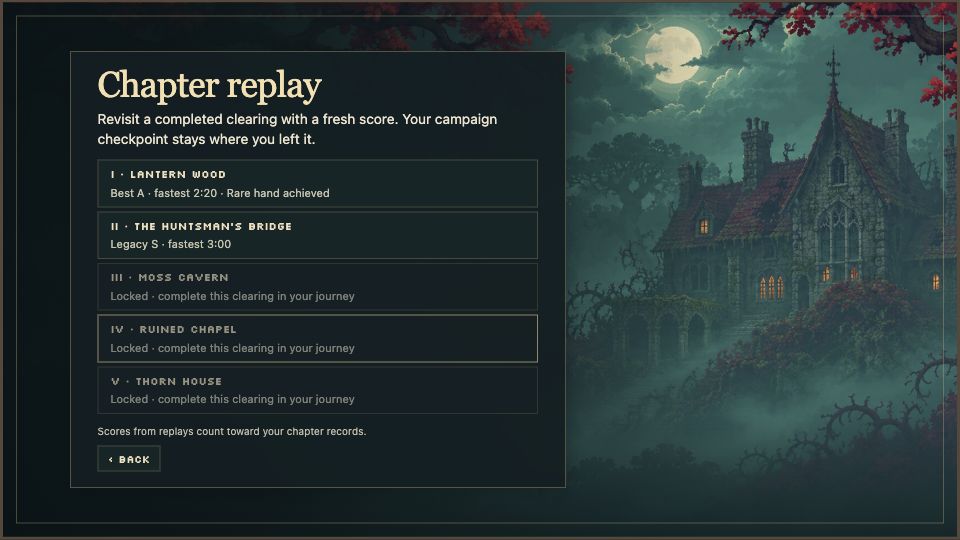 Chapter replay
Revisit a completed clearing with a fresh score. Your campaign
checkpoint stays where you left it.
I · LANTERN WOOD
Best A · fastest 2:20 · Rare hand achieved
II · THE HUNTSMAN'S BRIDGE
Legacy S · fastest 3:00
III · MOSS CAVERN
Locked · complete this clearing in your journey
IV · RUINED CHAPEL
Locked · complete this clearing in your journey
V · THORN HOUSE
Locked · complete this clearing in your journey
Scores from replays count toward your chapter records.
‹ BACK